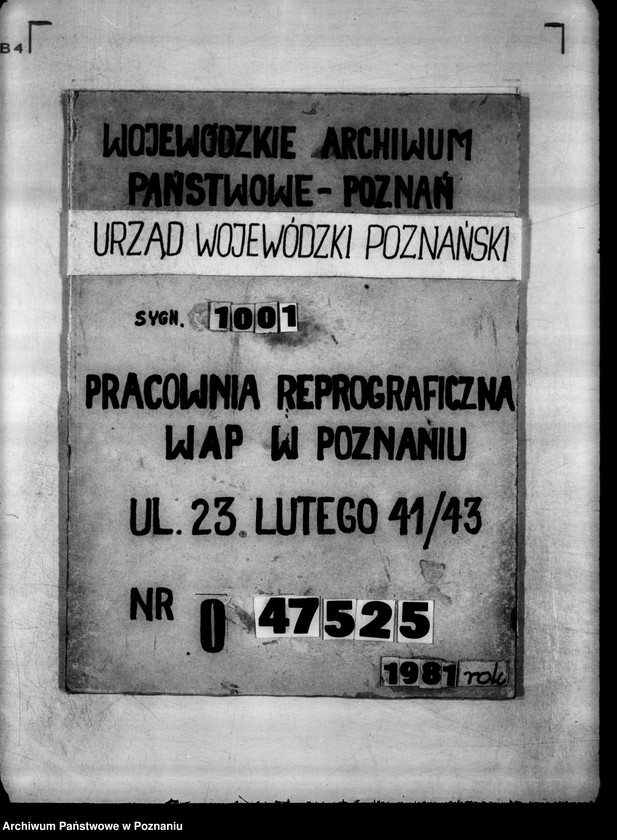 B4
WOJEWÓDZKIE ARCHIWUM
PAŃSTWOWE - POZNAŃ
URZĄD WOJEWÓDZKI POZNAŃSKI
SYGN. 1001
PRACOWNIA REPROGRAFICZNA
WAP W POZNANIU
UL. 23 LUTEGO 41/43
NR 0 47525
1981 rok
Archiwum Państwowe w Poznaniu